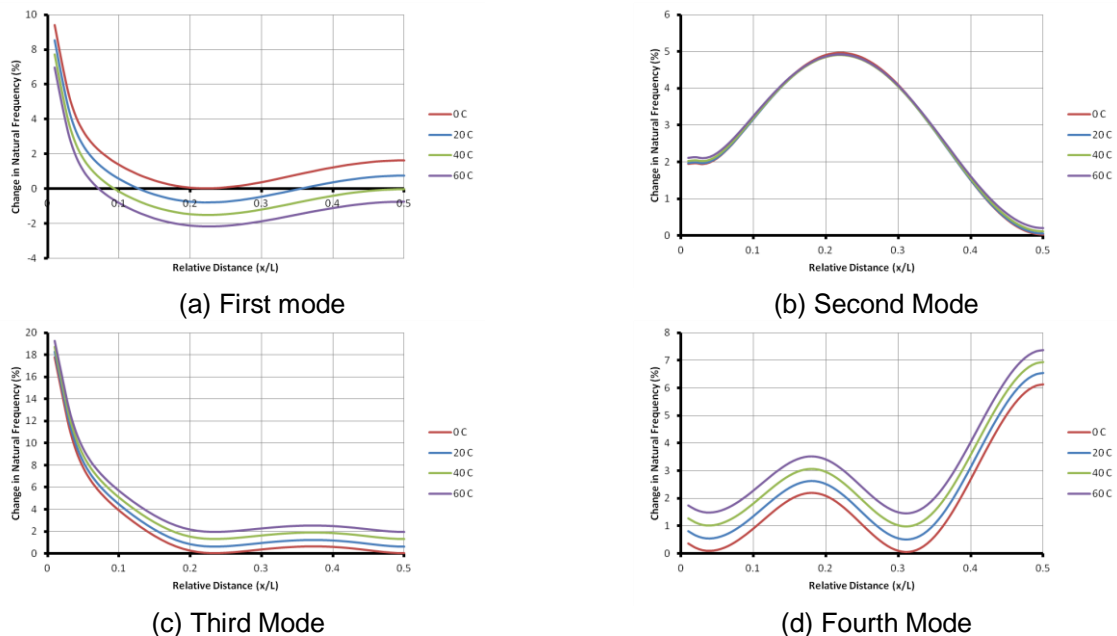 10
8
6
4
2
0
-2
-4
0
0.1
0.2
0.3
0.4
0.5
Change in Natural Frequency (%)
Relative Distance (x/L)
0 C
20 C
40 C
60 C
(a) First mode
6
5
4
3
2
1
0
0
0.1
0.2
0.3
0.4
0.5
Change in Natural Frequency (%)
Relative Distance (x/L)
0 C
20 C
40 C
60 C
(b) Second Mode
20
18
16
14
12
10
8
6
4
2
0
0
0.1
0.2
0.3
0.4
0.5
Change in Natural Frequency (%)
Relative Distance (x/L)
0 C
20 C
40 C
60 C
(c) Third Mode
8
7
6
5
4
3
2
1
0
0
0.1
0.2
0.3
0.4
0.5
Change in Natural Frequency (%)
Relative Distance (x/L)
0 C
20 C
40 C
60 C
(d) Fourth Mode